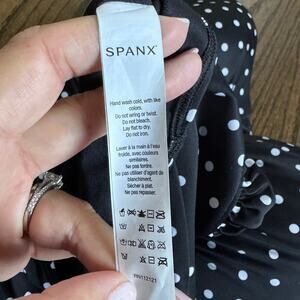 SPANX
Hand wash cold, with like
colors.
Do not wring or twist.
Do not bleach.
Lay flat to dry.
Do not iron.
Laver à la main à l'eau
froide, avec couleurs
similaires.
Ne pas tordre.
Ne pas utiliser d'agent de
blanchiment.
Sécher à plat.
Ne pas repasser.